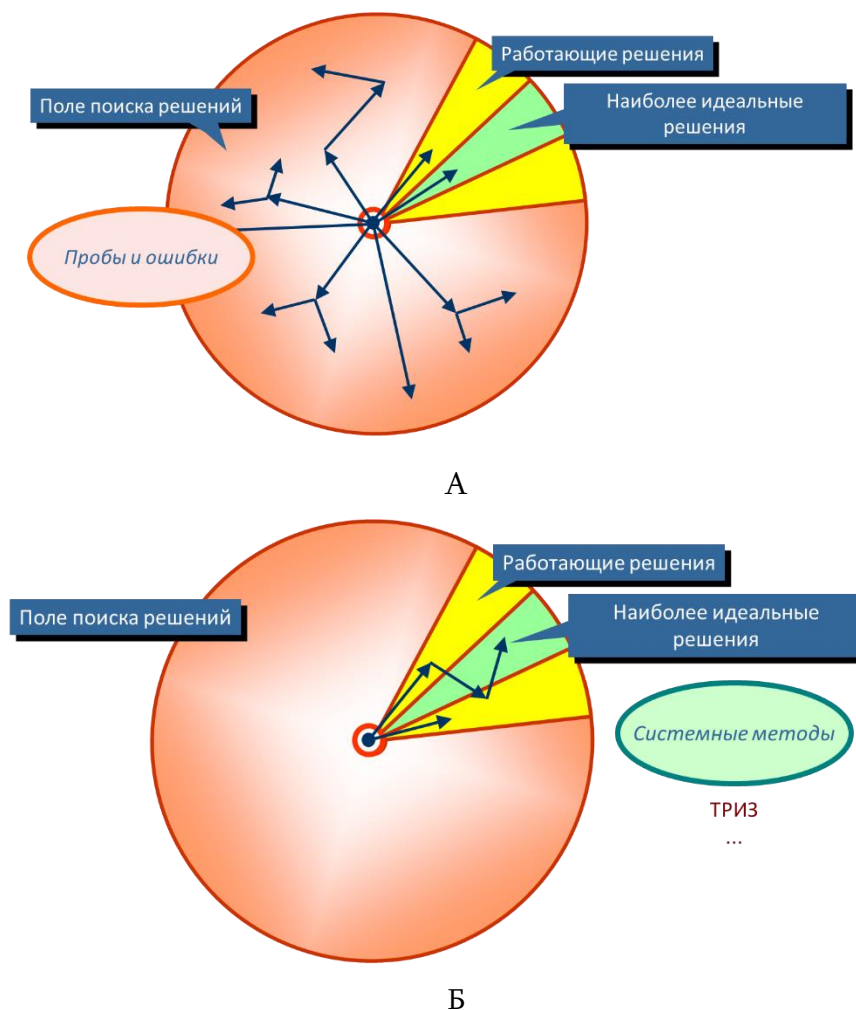 Работающие решения
Поле поиска решений
Наиболее идеальные
решения
Пробы и ошибки
А
Работающие решения
Поле поиска решений
Наиболее идеальные
решения
Системные методы
ТРИЗ
...
Б